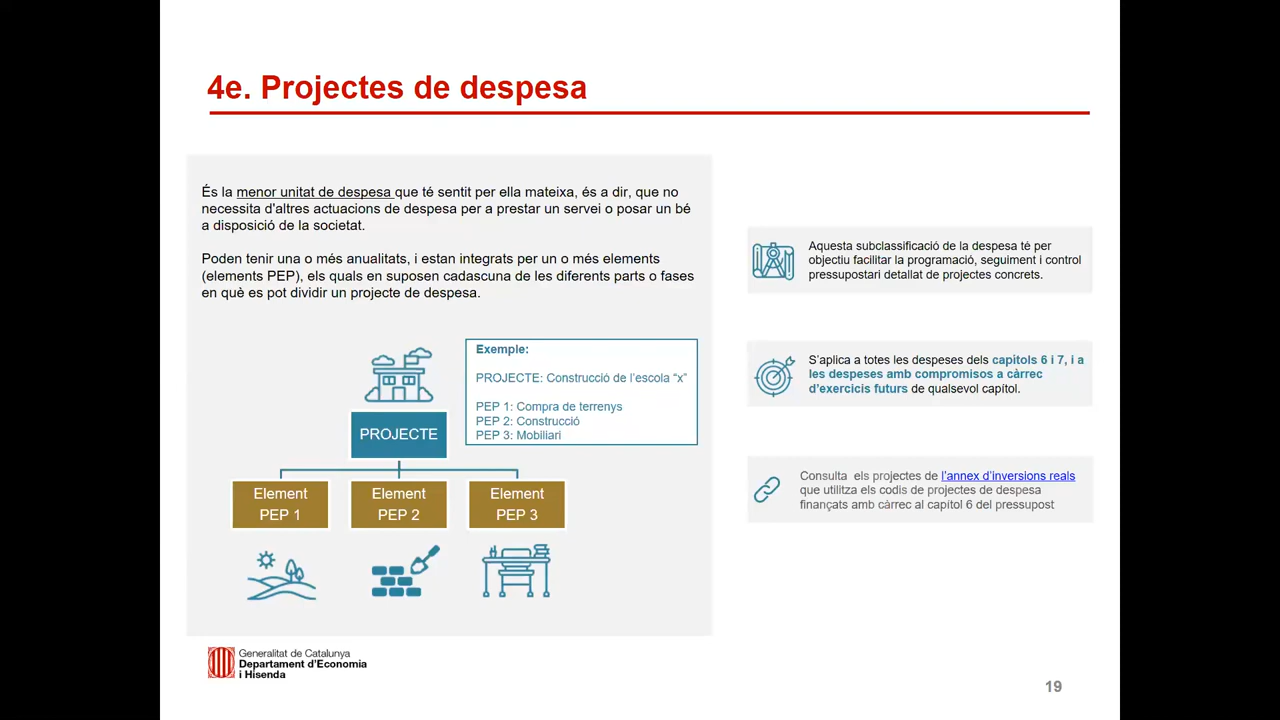 4e. Projectes de despesa
És la menor unitat de despesa que té sentit per ella mateixa, és a dir, que no
necessita d'altres actuacions de despesa per a prestar un servei o posar un bé
a disposició de la societat.
Poden tenir una o més anualitats, i estan integrats per un o més elements
(elements PEP), els quals en suposen cadascuna de les diferents parts o fases
en què es pot dividir un projecte de despesa.
Exemple:
PROJECTE: Construcció de l’escola “x”
PEP 1: Compra de terrenys
PEP 2: Construcció
PEP 3: Mobiliari
PROJECTE
Element
PEP 1
Element
PEP 2
Element
PEP 3
Aquesta subclassificació de la despesa té per
objectiu facilitar la programació, seguiment i control
pressupostari detallat de projectes concrets.
S’aplica a totes les despeses dels capítols 6 i 7, i a
les despeses amb compromisos a càrrec
d’exercicis futurs de qualsevol capítol.
Consulta els projectes de l’annex d’inversions reals
que utilitza els codis de projectes de despesa
finançats amb càrrec al capítol 6 del pressupost
Generalitat de Catalunya
Departament d’Economia
i Hisenda
19